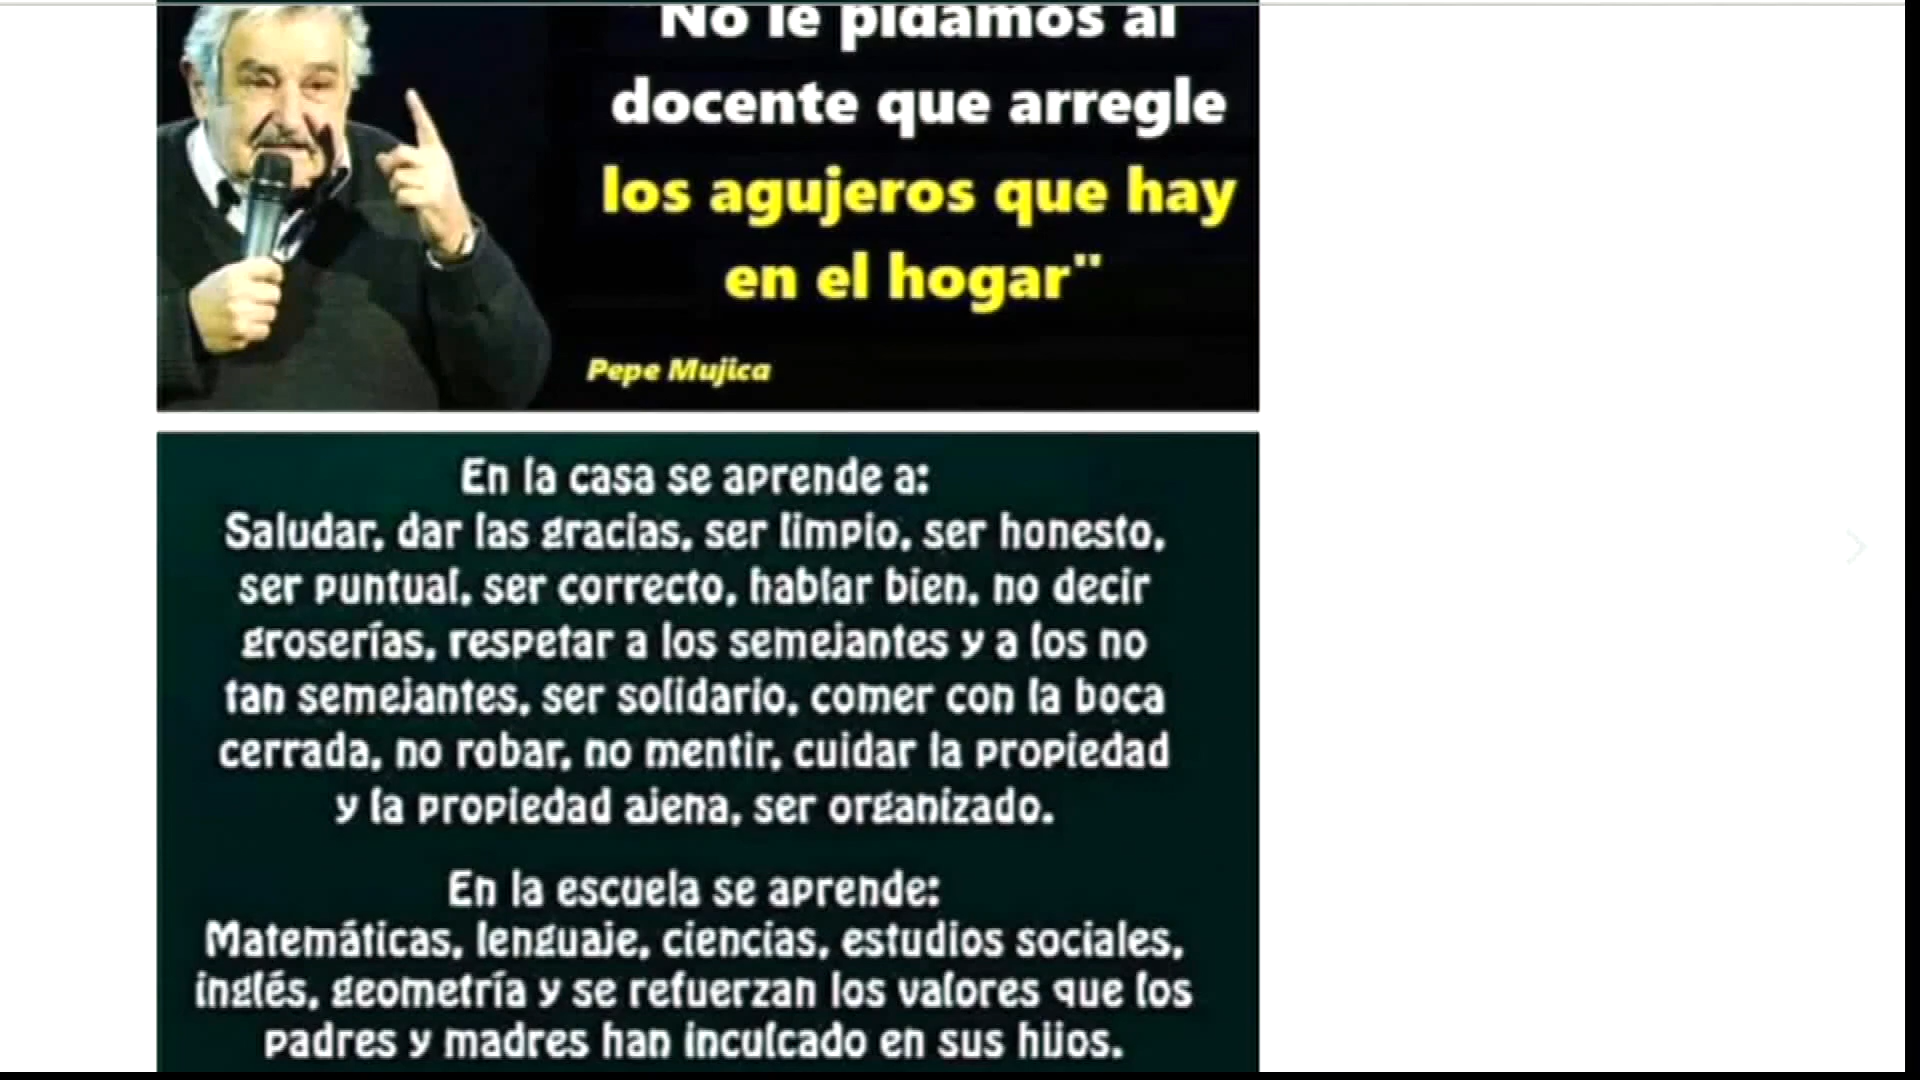 "No le pidamos al
docente que arregle
los agujeros que hay
en el hogar¨
Pepe Mujica
En la casa se aprende a:
Saludar, dar las gracias, ser limpio, ser honesto,
ser puntual, ser correcto, hablar bien, no decir
groserías, respetar a los semejantes y a los no
tan semejantes, ser solidario, comer con la boca
cerrada, no robar, no mentir, cuidar la propiedad
y la propiedad ajena, ser organizado.
En la escuela se aprende:
Matemáticas, lenguaje, ciencias, estudios sociales,
inglés, geometría y se refuerzan los valores que los
padres y madres han inculcado en sus hijos.